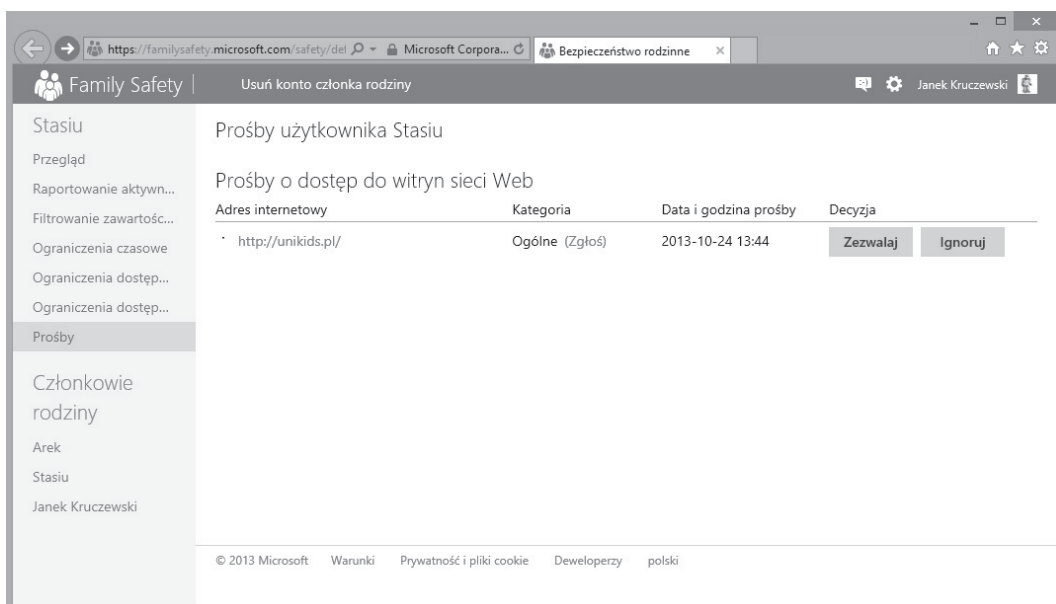 https://familysafety.microsoft.com/safety/del
Microsoft Corpora...
Bezpieczeństwo rodzinne
Family Safety
Usuń konto członka rodziny
Janek Kruczewski
Stasiu
Przegląd
Raportowanie aktywn...
Filtrowanie zawartośc...
Ograniczenia czasowe
Ograniczenia dostęp...
Ograniczenia dostęp...
Prośby
Członkowie
rodziny
Arek
Stasiu
Janek Kruczewski
Prośby użytkownika Stasiu
Prośby o dostęp do witryn sieci Web
Adres internetowy Kategoria Data i godzina prośby Decyzja
http://unikids.pl/ Ogólne (Zgłoś) 2013-10-24 13:44 Zezwalaj Ignoruj
© 2013 Microsoft Warunki Prywatność i pliki cookie Deweloperzy polski